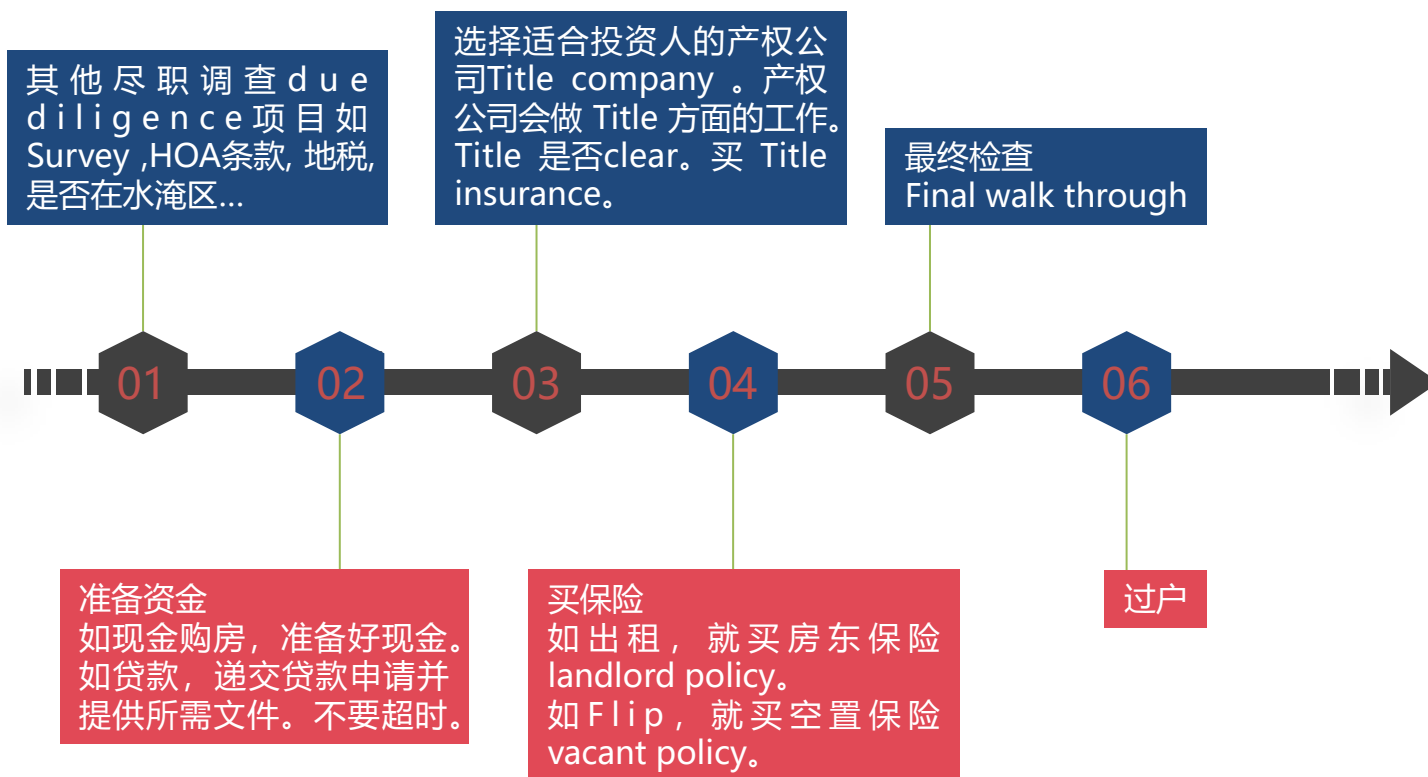 其他尽职调查due
diligence项目如
Survey ,HOA条款, 地税,
是否在水淹区...
选择适合投资人的产权公
司Title company 。产权
公司会做 Title 方面的工作。
Title 是否clear。买 Title
insurance。
最终检查
Final walk through
01
02
03
04
05
06
准备资金
如现金购房，准备好现金。
如贷款，递交贷款申请并
提供所需文件。不要超时。
买保险
如出租，就买房东保险
landlord policy。
如Flip，就买空置保险
vacant policy。
过户